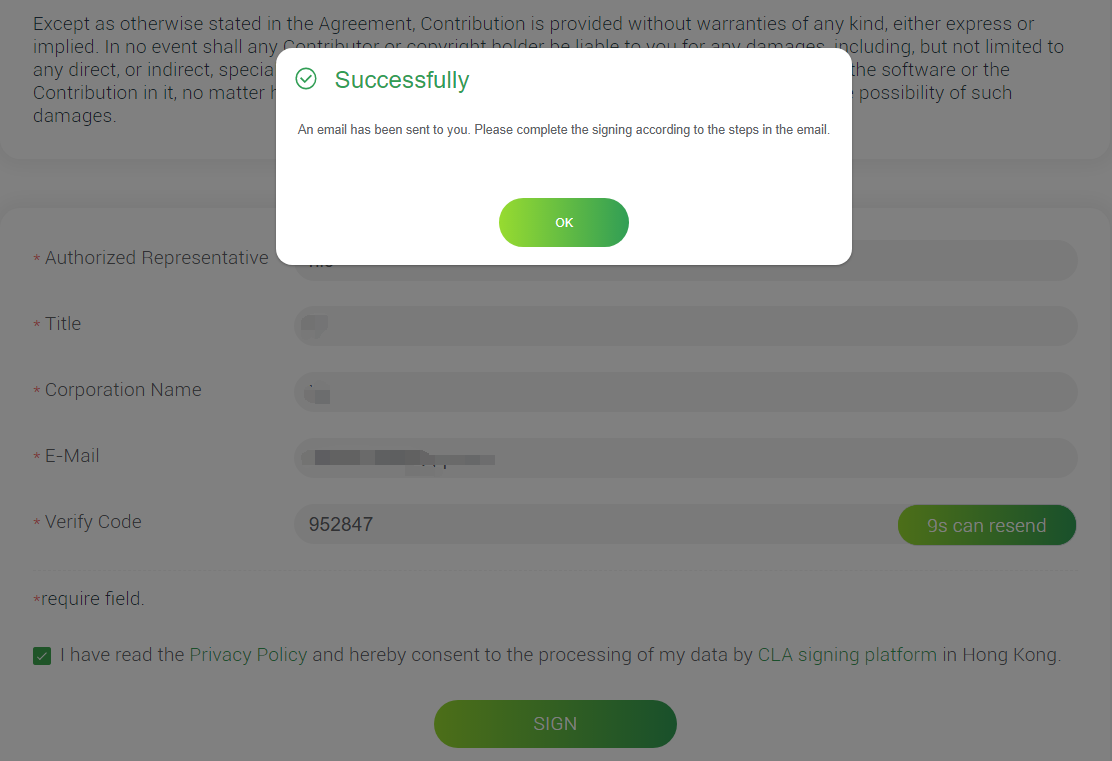 Except as otherwise stated in the Agreement, Contribution is provided without warranties of any kind, either express or
implied. In no event shall any Contributor or copyright holder be liable to you for any damages, including, but not limited to
any direct, or indirect, specia the software or the
Contribution in it, no matter possibility of such
damages.
Successfully
An email has been sent to you. Please complete the signing according to the steps in the email.
OK
* Authorized Representative
* Title
* Corporation Name
* E-Mail
* Verify Code 952847 9s can resend
*require field.
I have read the Privacy Policy and hereby consent to the processing of my data by CLA signing platform in Hong Kong.
SIGN